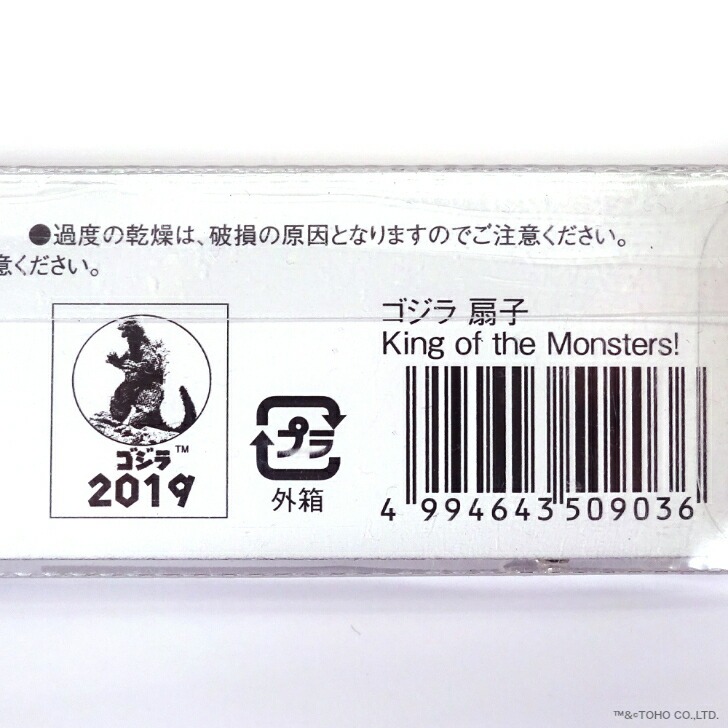 ●過度の乾燥は、破損の原因となりますのでご注意ください。
意ください。
ゴジラ 扇子
King of the Monsters!
ゴジラ™
2019
プラ
外箱
4 994643 509036
™&©TOHO CO.,LTD.